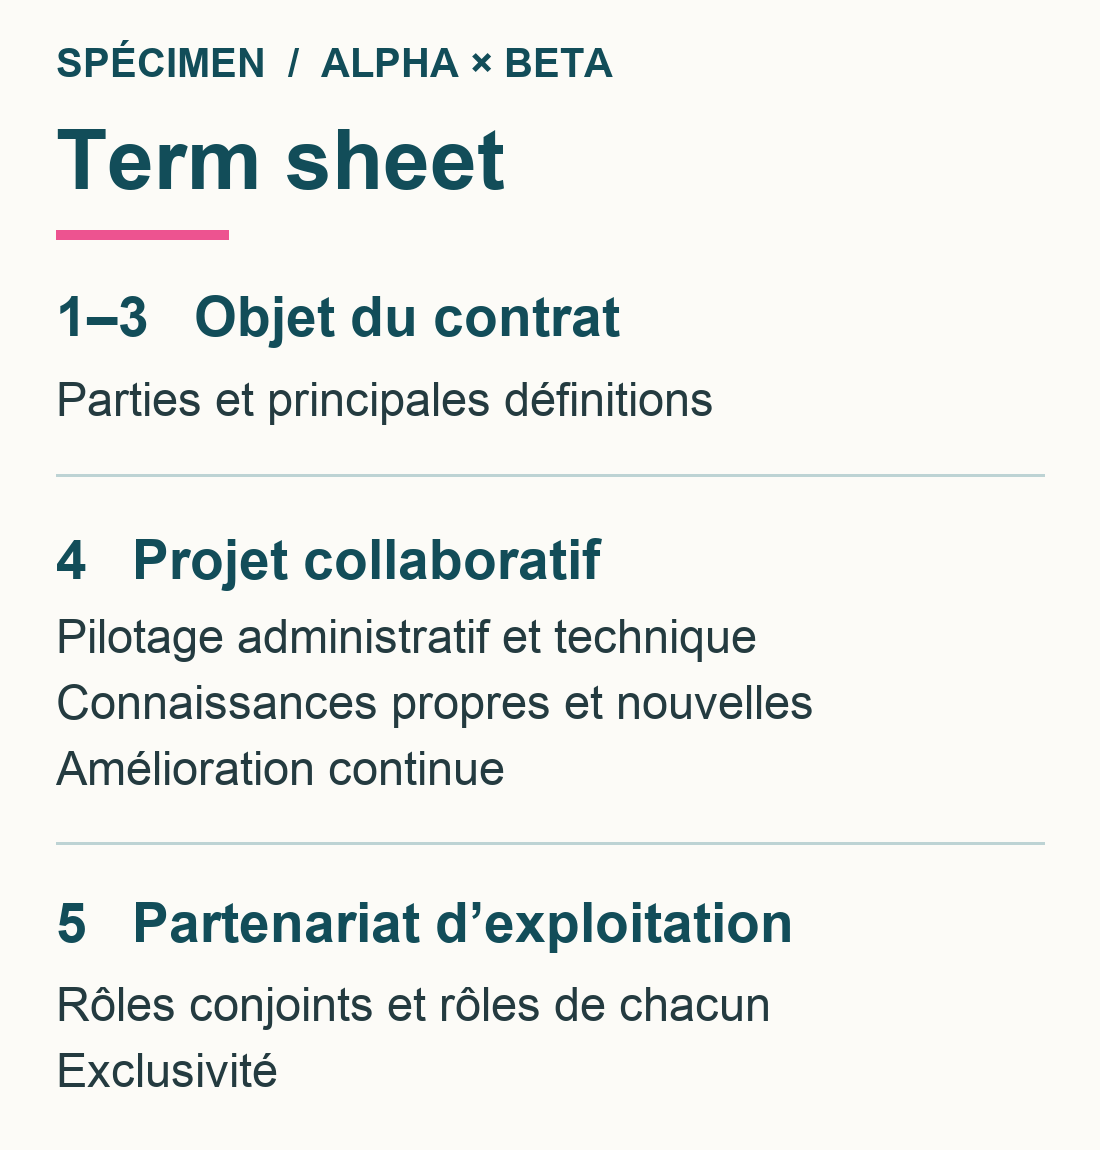 SPÉCIMEN / ALPHA × BETA
Term sheet
1–3 Objet du contrat
Parties et principales définitions
4 Projet collaboratif
Pilotage administratif et technique
Connaissances propres et nouvelles
Amélioration continue
5 Partenariat d’exploitation
Rôles conjoints et rôles de chacun
Exclusivité